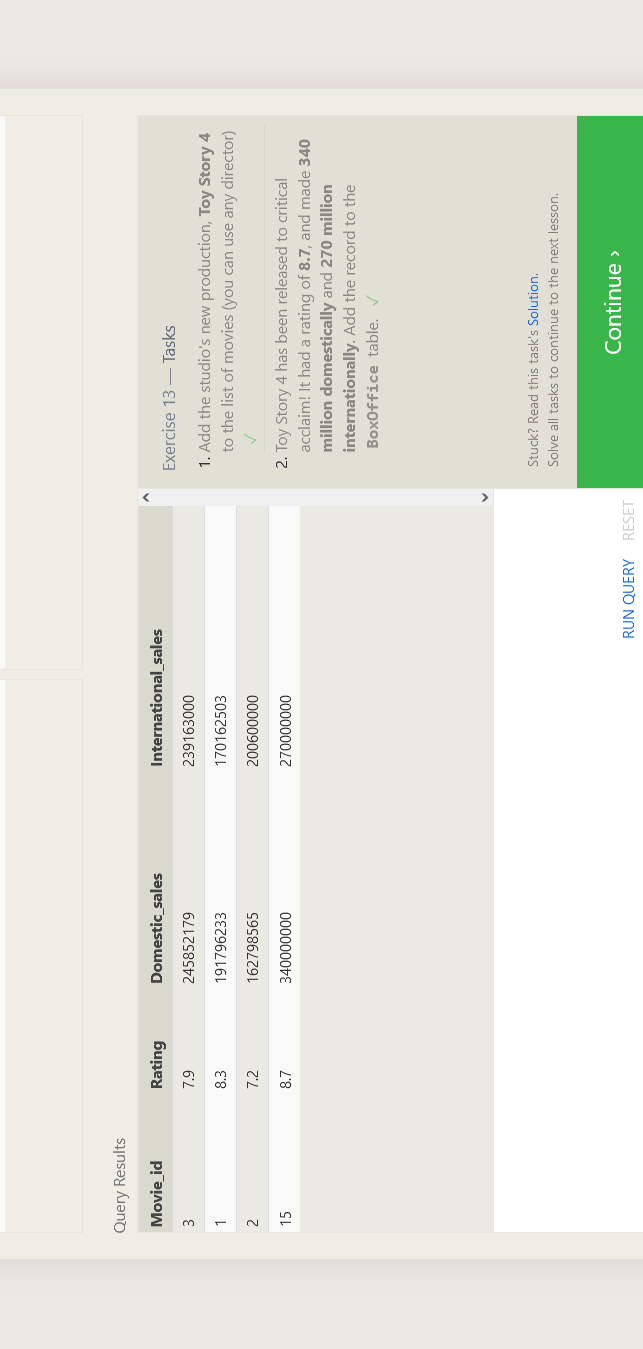 Query Results
Movie_id Rating Domestic_sales International_sales
3 7.9 245852179 239163000
1 8.3 191796233 170162503
2 7.2 162798565 200600000
15 8.7 340000000 270000000
Exercise 13 — Tasks
1. Add the studio's new production, Toy Story 4
to the list of movies (you can use any director)
✓
2. Toy Story 4 has been released to critical
acclaim! It had a rating of 8.7, and made 340
million domestically and 270 million
internationally. Add the record to the
BoxOffice table. ✓
Stuck? Read this task's Solution.
Solve all tasks to continue to the next lesson.
Continue ›
RUN QUERY RESET